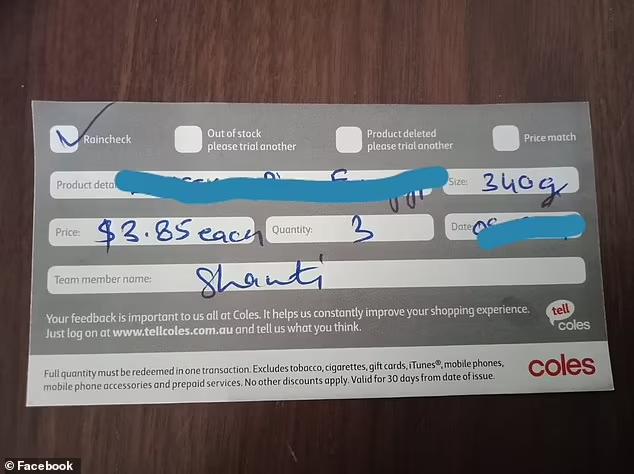 Raincheck
Out of stock
please trial another
Product deleted
please trial another
Price match
Product Size: 340g
Price: $3.85 each Quantity: 3 Date
Team member name: Shanti
Your feedback is important to us all at Coles. It helps us constantly improve your shopping experience.
Just log on at www.tellcoles.com.au and tell us what you think.
tell
coles
Full quantity must be redeemed in one transaction. Excludes tobacco, cigarettes, gift cards, iTunes®, mobile phones,
mobile phone accessories and prepaid services. No other discounts apply. Valid for 30 days from date of issue.
coles
© Facebook